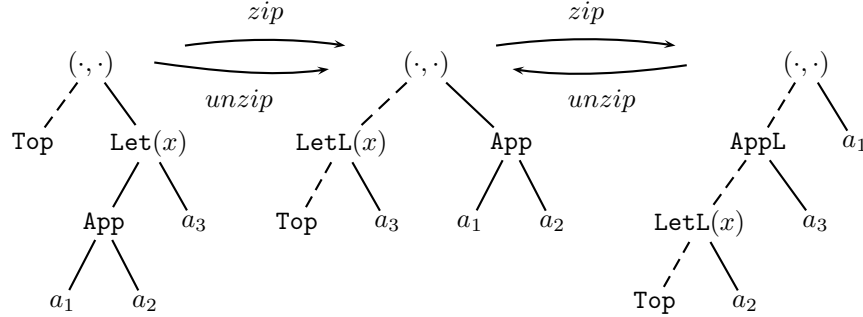 zip zip
(·,·) (·,·) (·,·)
unzip unzip
Top Let(x) LetL(x) App AppL a₁
App a₃ Top a₃ a₁ a₂ LetL(x) a₃
a₁ a₂ Top a₂